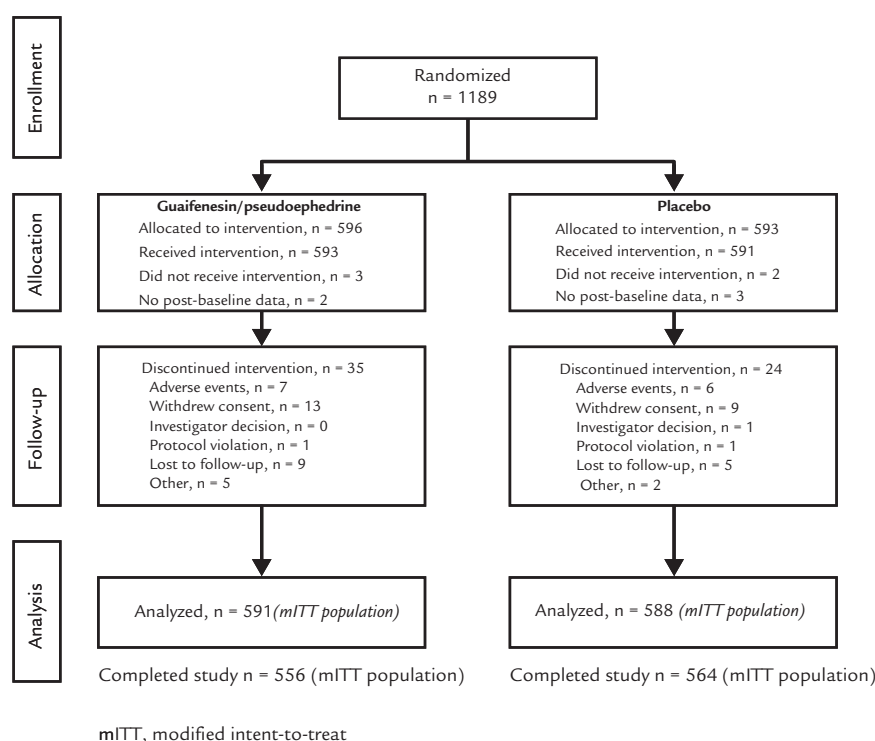 Enrollment
Randomized
n = 1189
Allocation
Guaifenesin/pseudoephedrine
Allocated to intervention, n = 596
Received intervention, n = 593
Did not receive intervention, n = 3
No post-baseline data, n = 2
Placebo
Allocated to intervention, n = 593
Received intervention, n = 591
Did not receive intervention, n = 2
No post-baseline data, n = 3
Follow-up
Discontinued intervention, n = 35
Adverse events, n = 7
Withdrew consent, n = 13
Investigator decision, n = 0
Protocol violation, n = 1
Lost to follow-up, n = 9
Other, n = 5
Discontinued intervention, n = 24
Adverse events, n = 6
Withdrew consent, n = 9
Investigator decision, n = 1
Protocol violation, n = 1
Lost to follow-up, n = 5
Other, n = 2
Analysis
Analyzed, n = 591(mITT population)
Analyzed, n = 588 (mITT population)
Completed study n = 556 (mITT population)
Completed study n = 564 (mITT population)
mITT, modified intent-to-treat